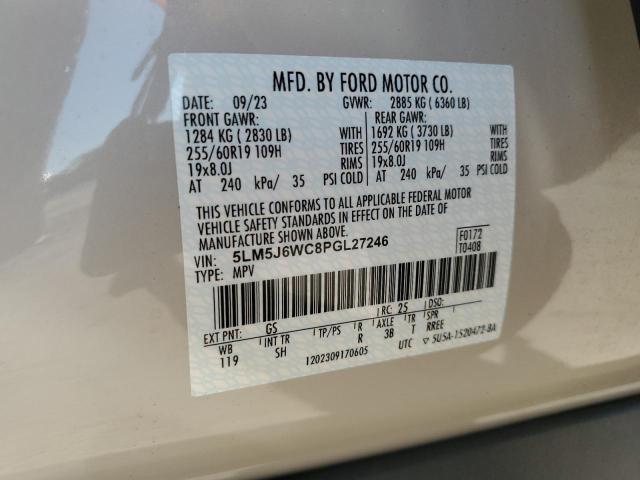 MFD. BY FORD MOTOR CO.
DATE: 09/23 GVWR: 2885 KG ( 6360 LB)
FRONT GAWR: REAR GAWR:
1284 KG ( 2830 LB) WITH 1692 KG ( 3730 LB) WITH
255/60R19 109H TIRES 255/60R19 109H TIRES
19x8.0J RIMS 19x8.0J RIMS
AT 240 kPa/ 35 PSI COLD AT 240 kPa/ 35 PSI COLD
THIS VEHICLE CONFORMS TO ALL APPLICABLE FEDERAL MOTOR
VEHICLE SAFETY STANDARDS IN EFFECT ON THE DATE OF
MANUFACTURE SHOWN ABOVE.
VIN: 5LM5J6WC8PGL27246 F0172
TYPE: MPV T0408
EXT PNT: GS RC: 25 DSO:
WB INT TR TP/PS R AXLE TR SPR
119 SH R 3B T RREE
1202309170605 UTC ▽ 5U5A-1520472-BA